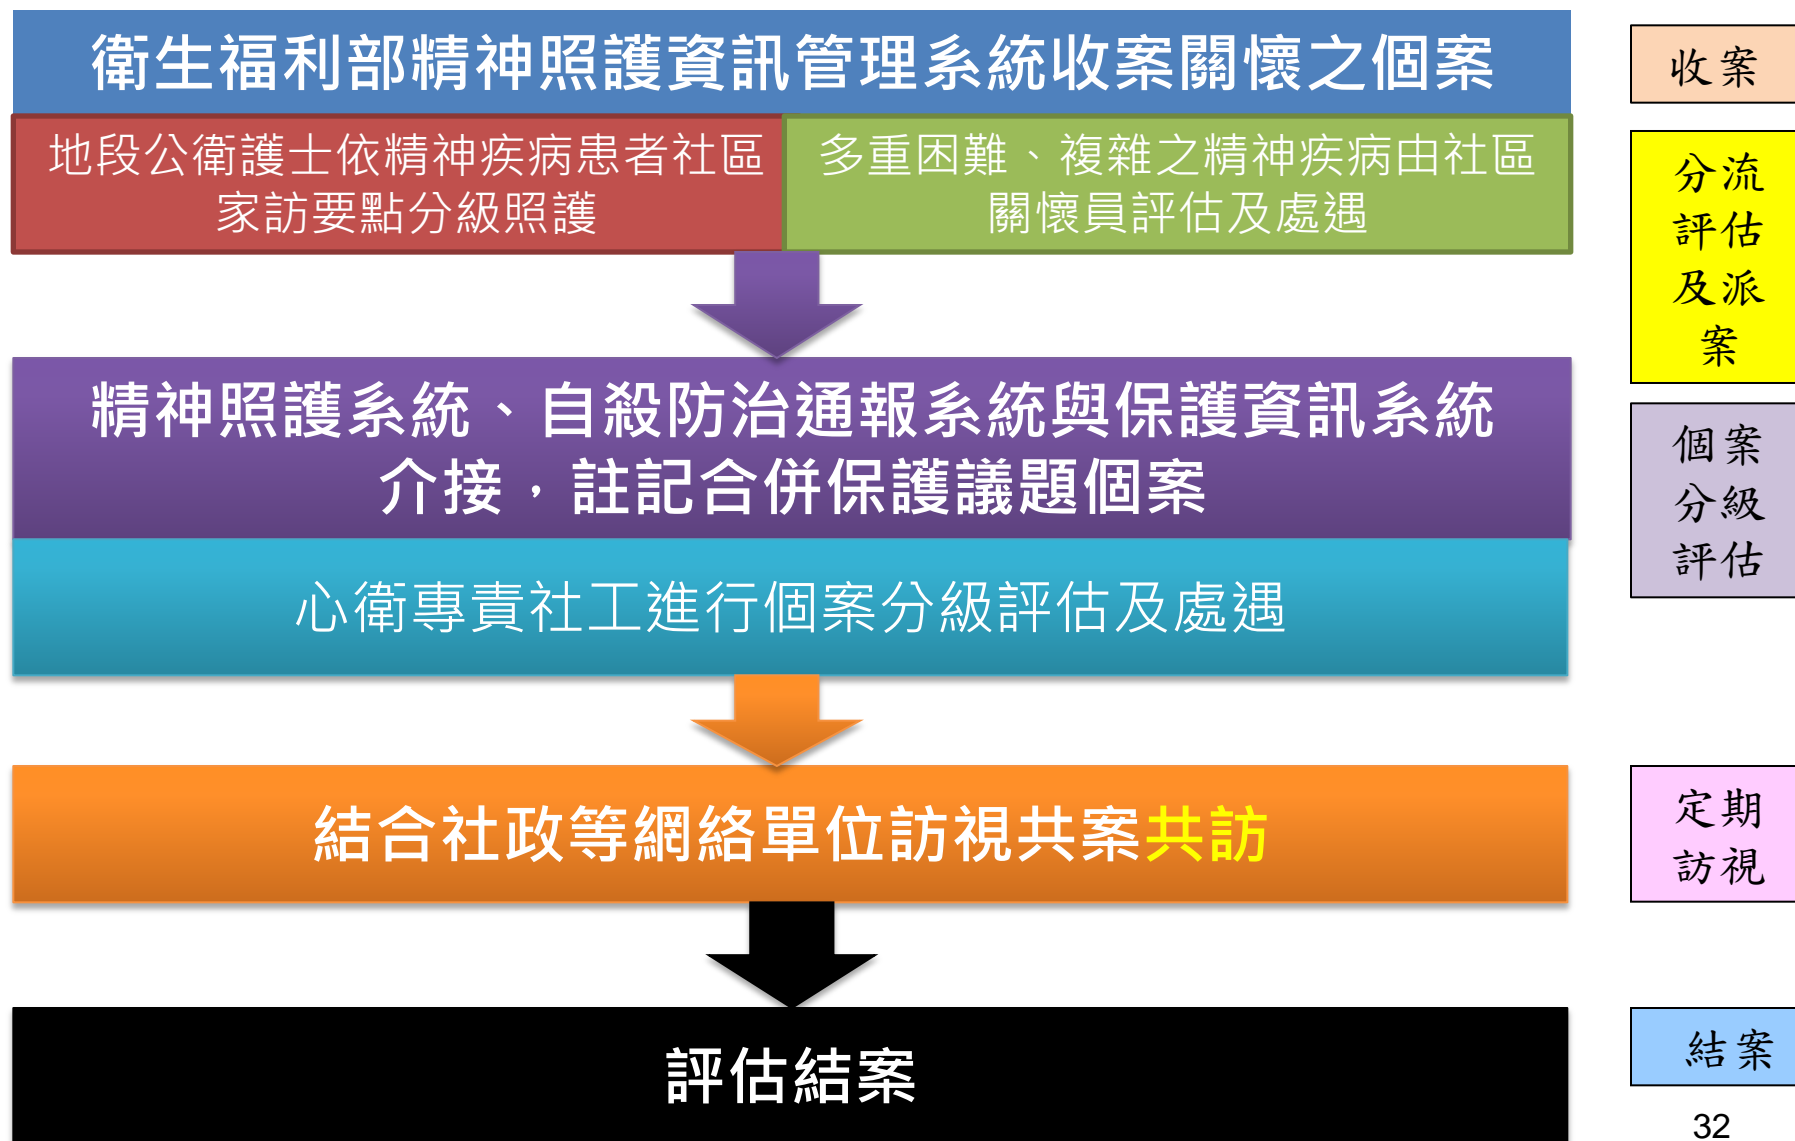 衛生福利部精神照護資訊管理系統收案關懷之個案
收案
地段公衛護士依精神疾病患者社區
家訪要點分級照護
多重困難、複雜之精神疾病由社區
關懷員評估及處遇
分流
評估
及派
案
精神照護系統、自殺防治通報系統與保護資訊系統
介接，註記合併保護議題個案
個案
分級
評估
心衛專責社工進行個案分級評估及處遇
結合社政等網絡單位訪視共案共訪
定期
訪視
評估結案
結案
32